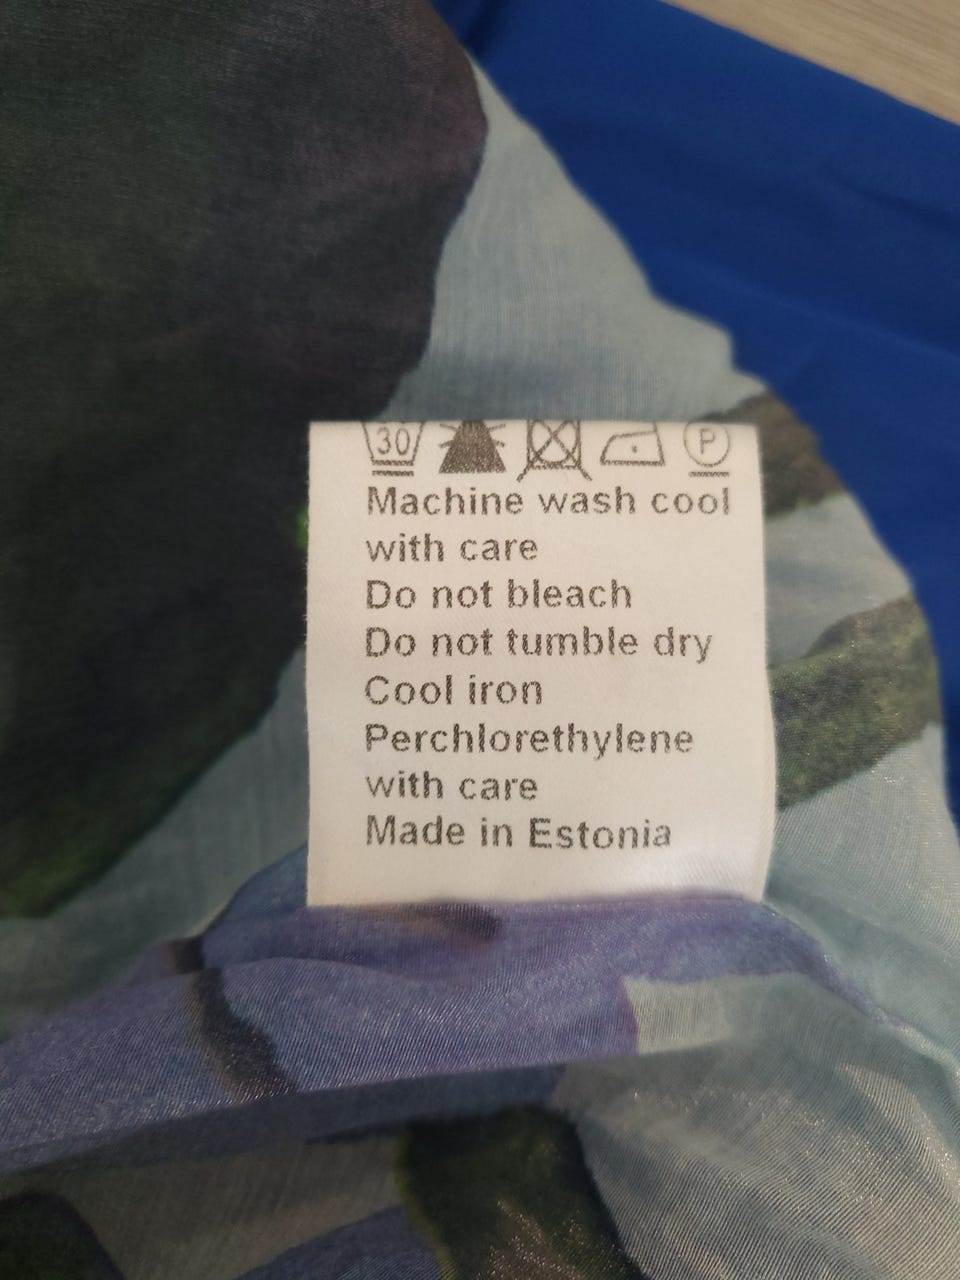 30 P
Machine wash cool
with care
Do not bleach
Do not tumble dry
Cool iron
Perchlorethylene
with care
Made in Estonia